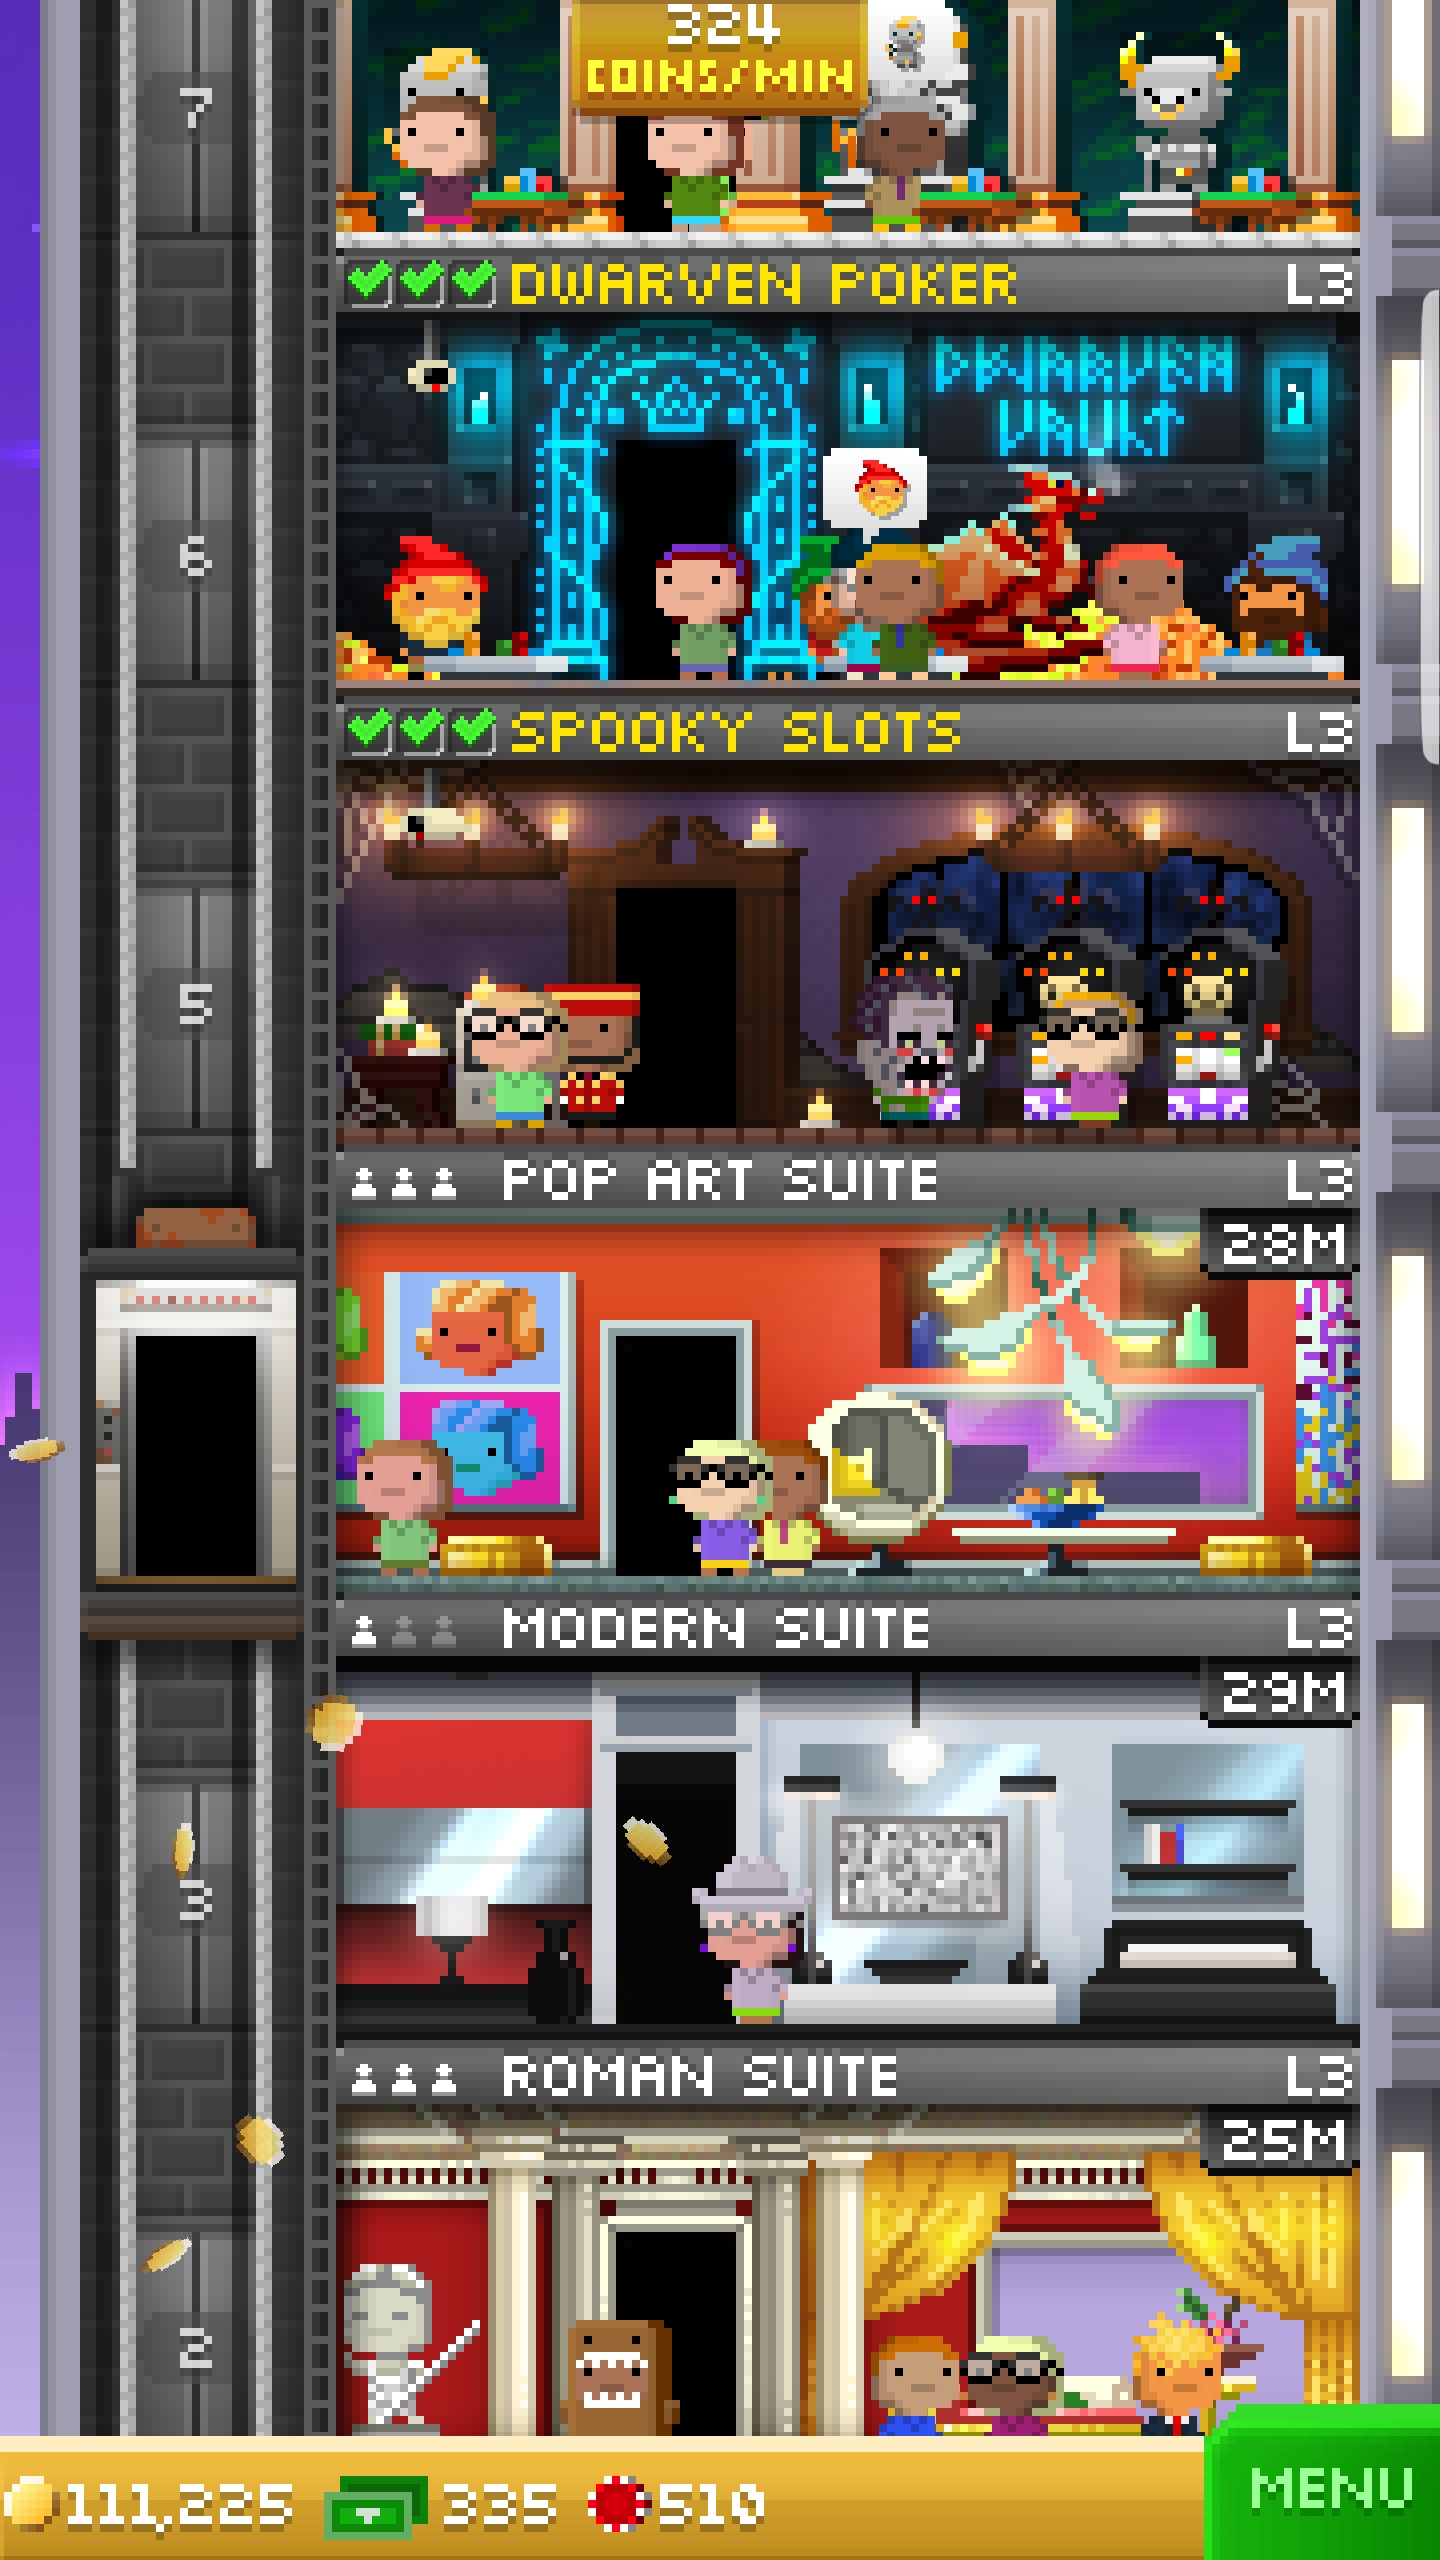 324
COINS/MIN
7
DWARVEN POKER L3
DWARVEN
VAULT
6
SPOOKY SLOTS L3
5
POP ART SUITE L3
28M
MODERN SUITE L3
29M
3
ROMAN SUITE L3
25M
2
111,225 335 510 MENU